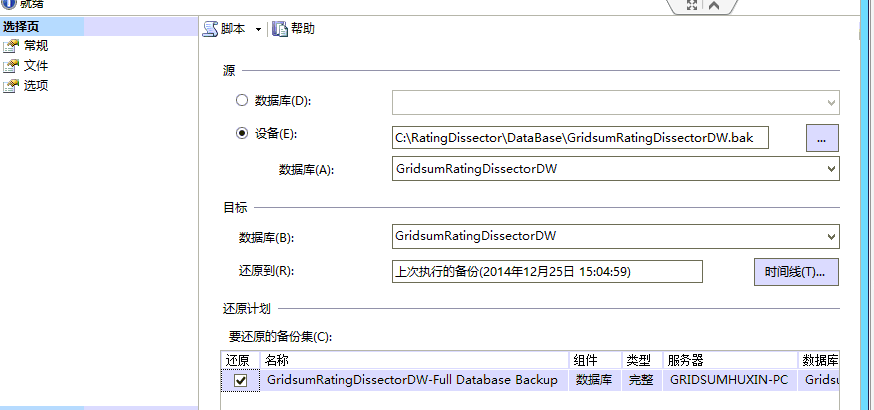 就绪
选择页
常规
文件
选项
脚本 帮助
源
数据库(D):
设备(E): C:\RatingDissector\DataBase\GridsumRatingDissectorDW.bak ...
数据库(A): GridsumRatingDissectorDW
目标
数据库(B): GridsumRatingDissectorDW
还原到(R): 上次执行的备份(2014年12月25日 15:04:59) 时间线(T)...
还原计划
要还原的备份集(C):
还原 名称 组件 类型 服务器 数据库
GridsumRatingDissectorDW-Full Database Backup 数据库 完整 GRIDSUMHUXIN-PC Gridsu